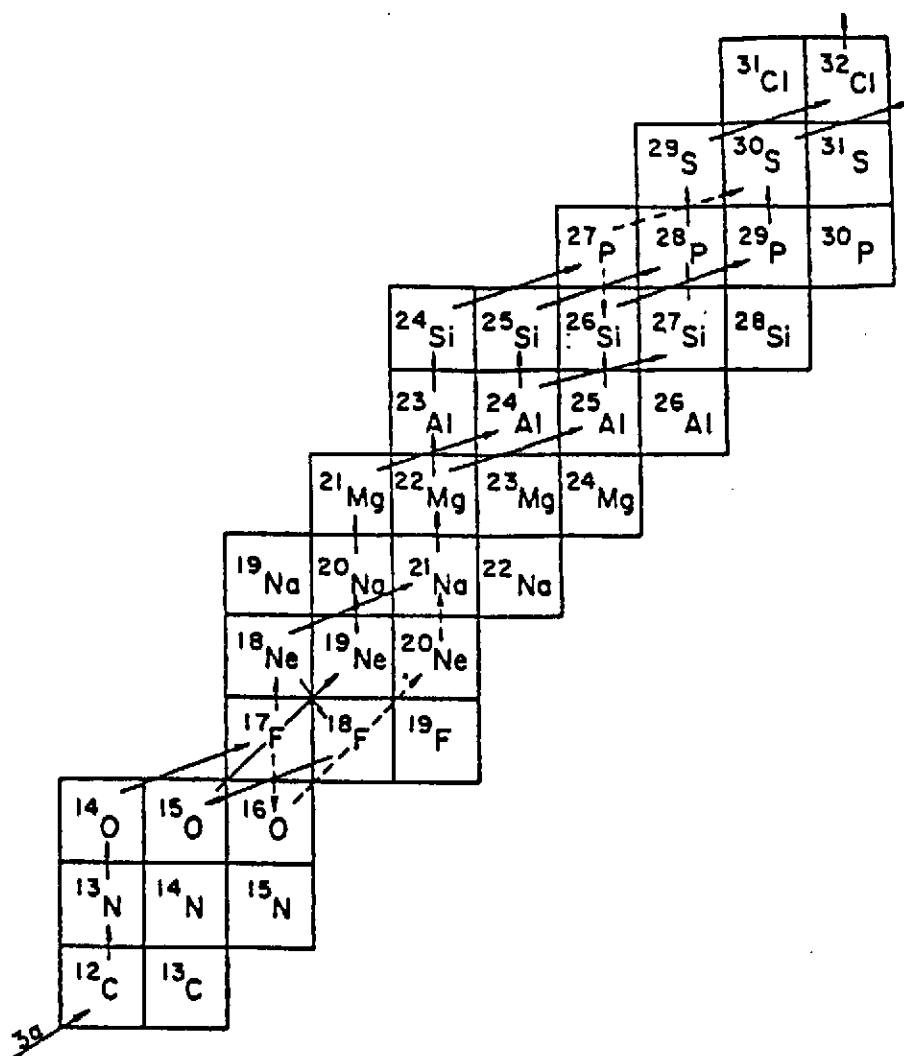 31Cl 32Cl
29S 30S 31S
27P 28P 29P 30P
24Si 25Si 26Si 27Si 28Si
23Al 24Al 25Al 26Al
21Mg 22Mg 23Mg 24Mg
19Na 20Na 21Na 22Na
18Ne 19Ne 20Ne
17F 18F 19F
14O 15O 16O
13N 14N 15N
12C 13C
3α